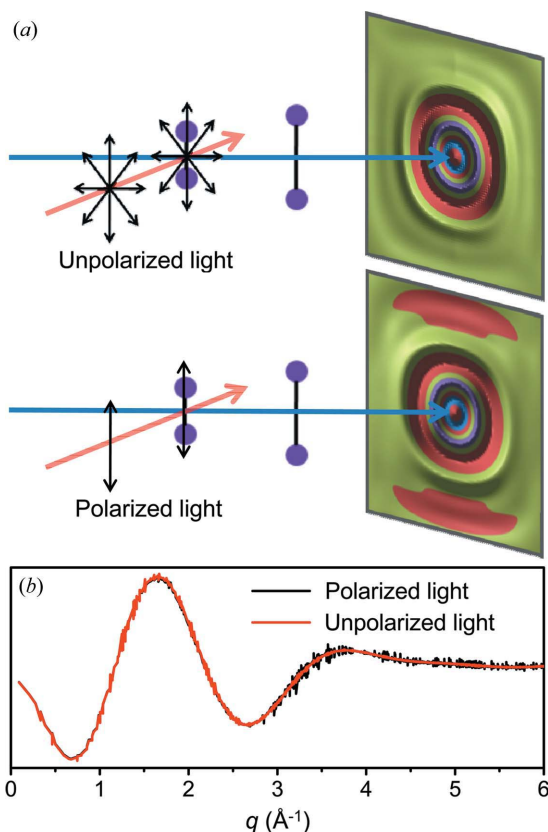 (a)
Unpolarized light
Polarized light
(b)
Polarized light
Unpolarized light
0 1 2 3 4 5 6
q (Å⁻¹)